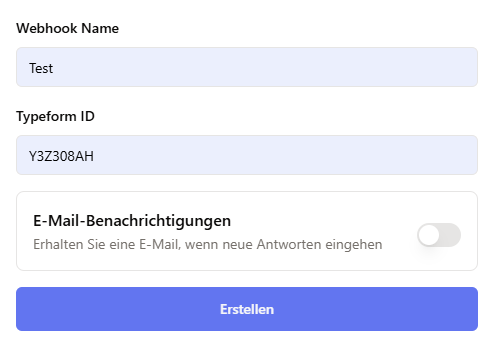 Webhook Name
Test
Typeform ID
Y3Z308AH
E-Mail-Benachrichtigungen
Erhalten Sie eine E-Mail, wenn neue Antworten eingehen
Erstellen